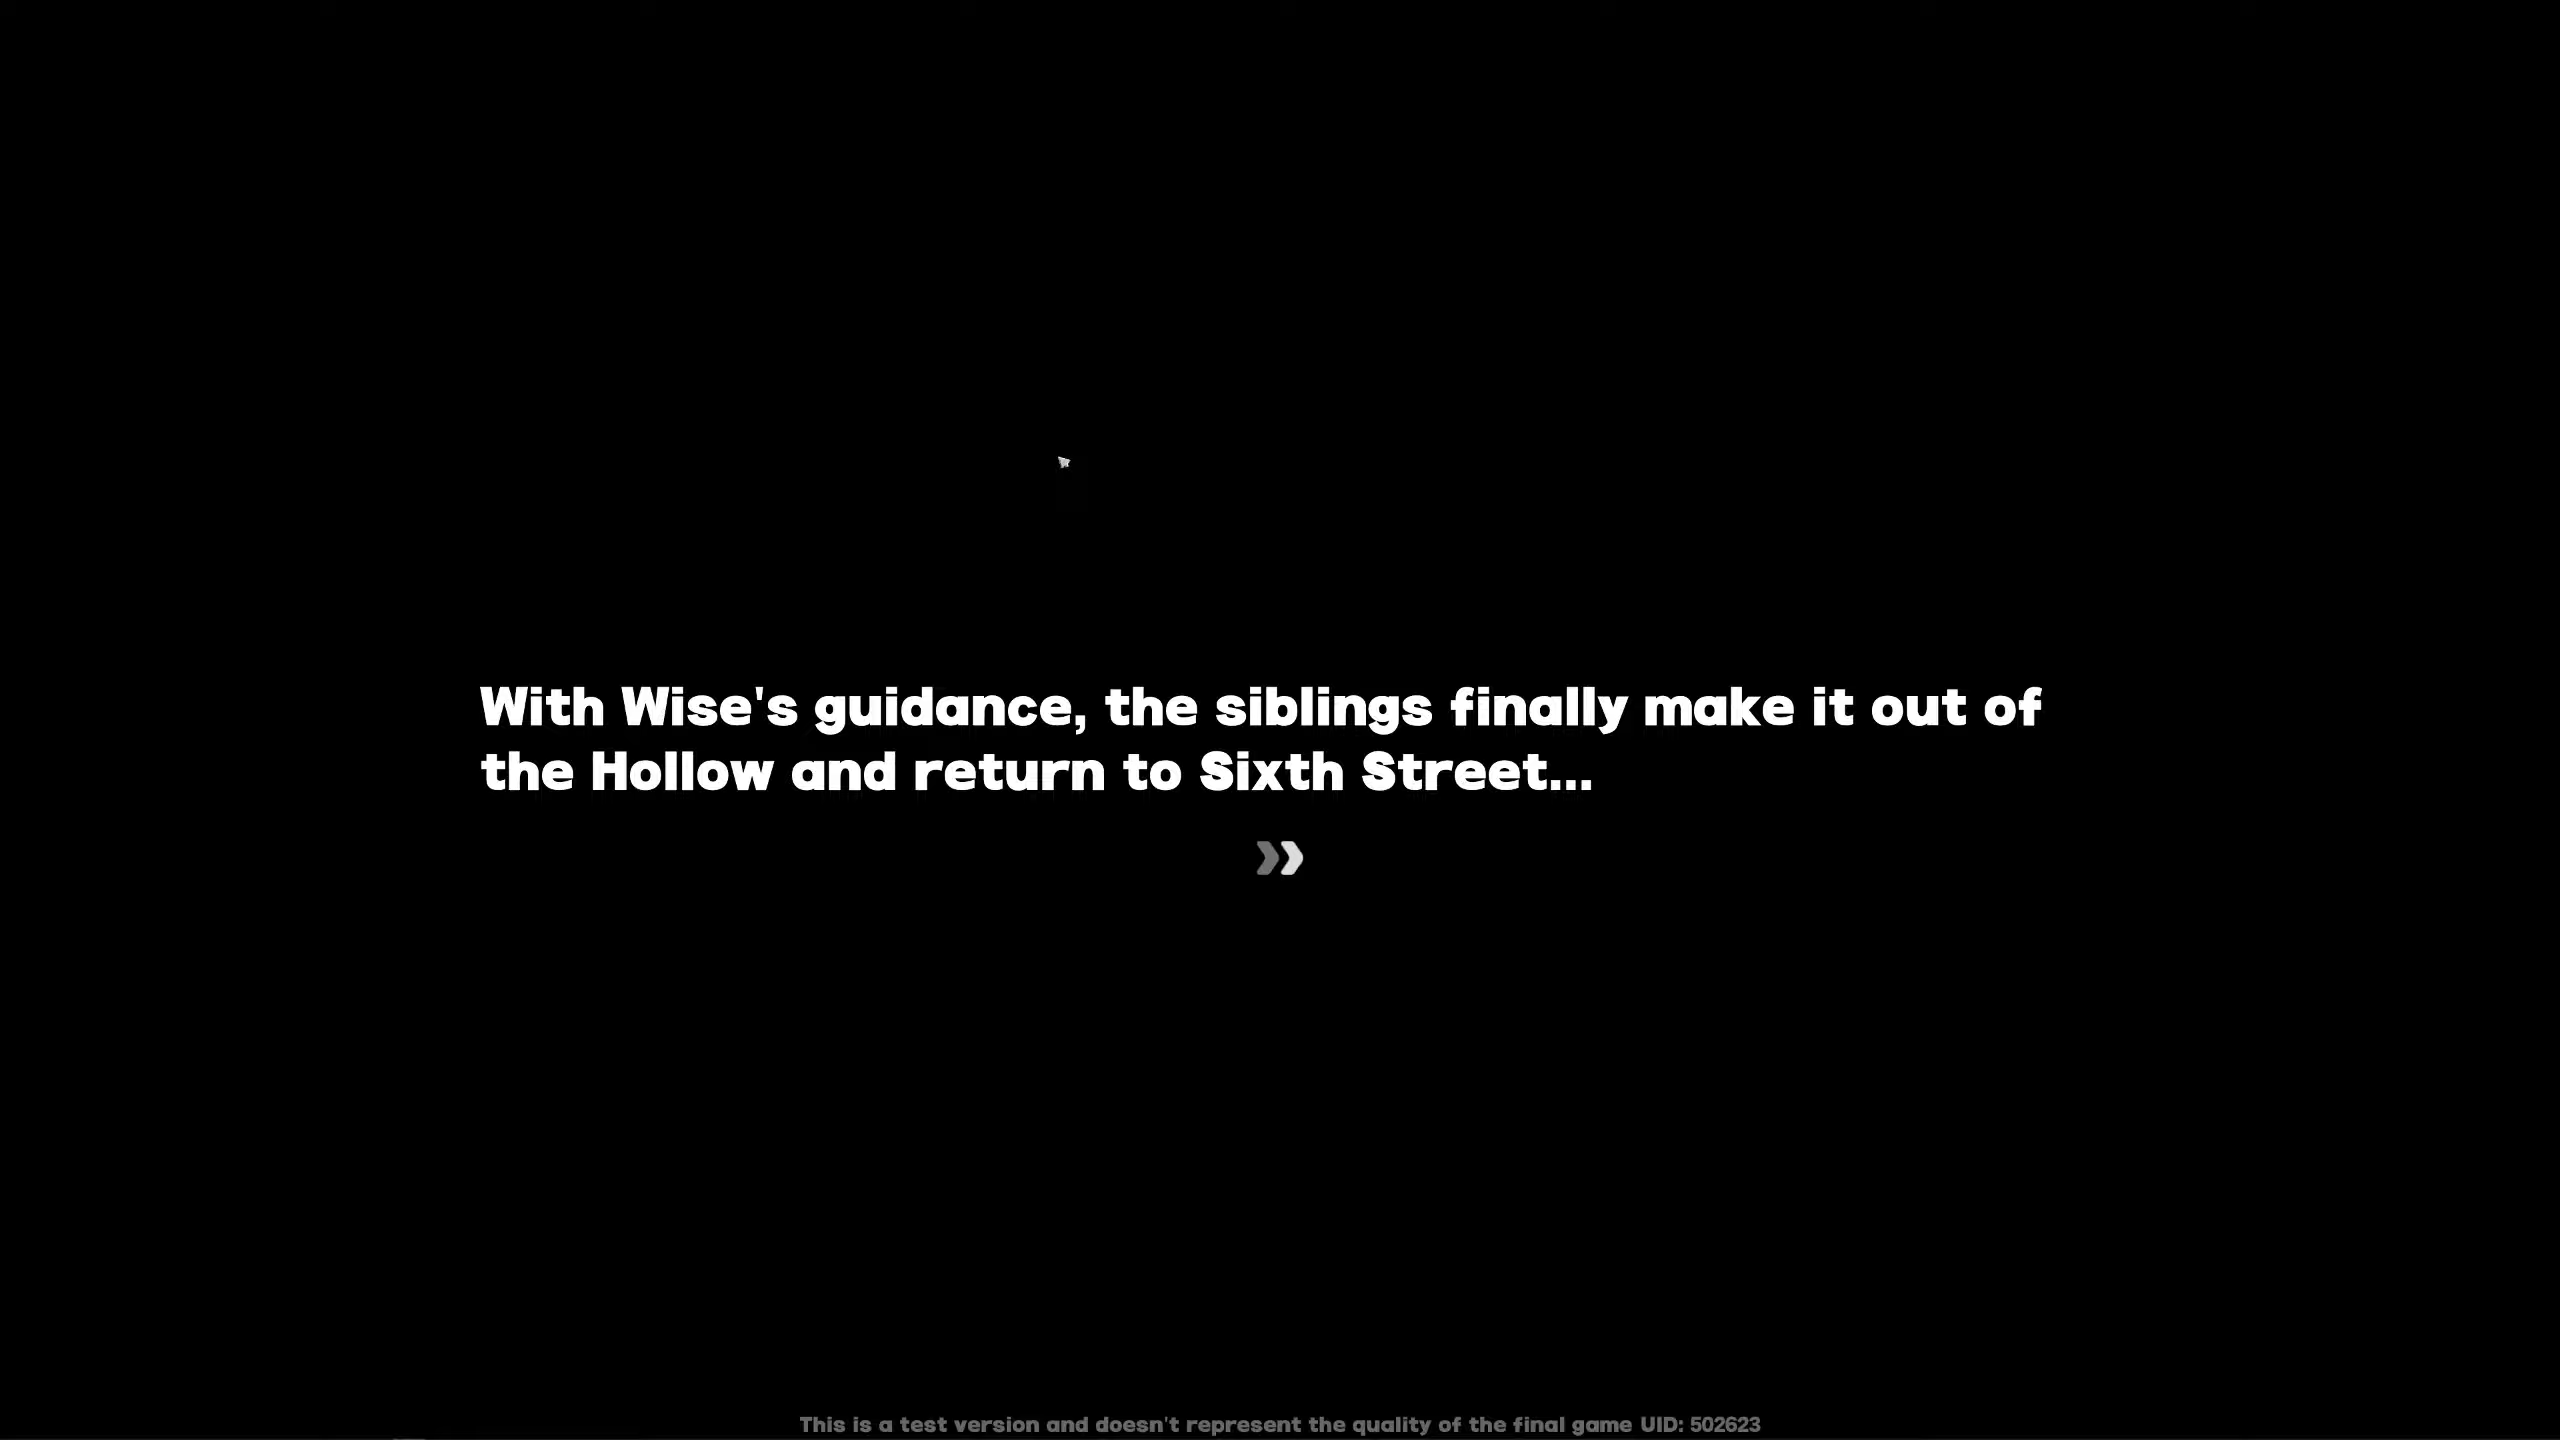 With Wise's guidance, the siblings finally make it out of
the Hollow and return to Sixth Street...
This is a test version and doesn't represent the quality of the final game UID: 502623